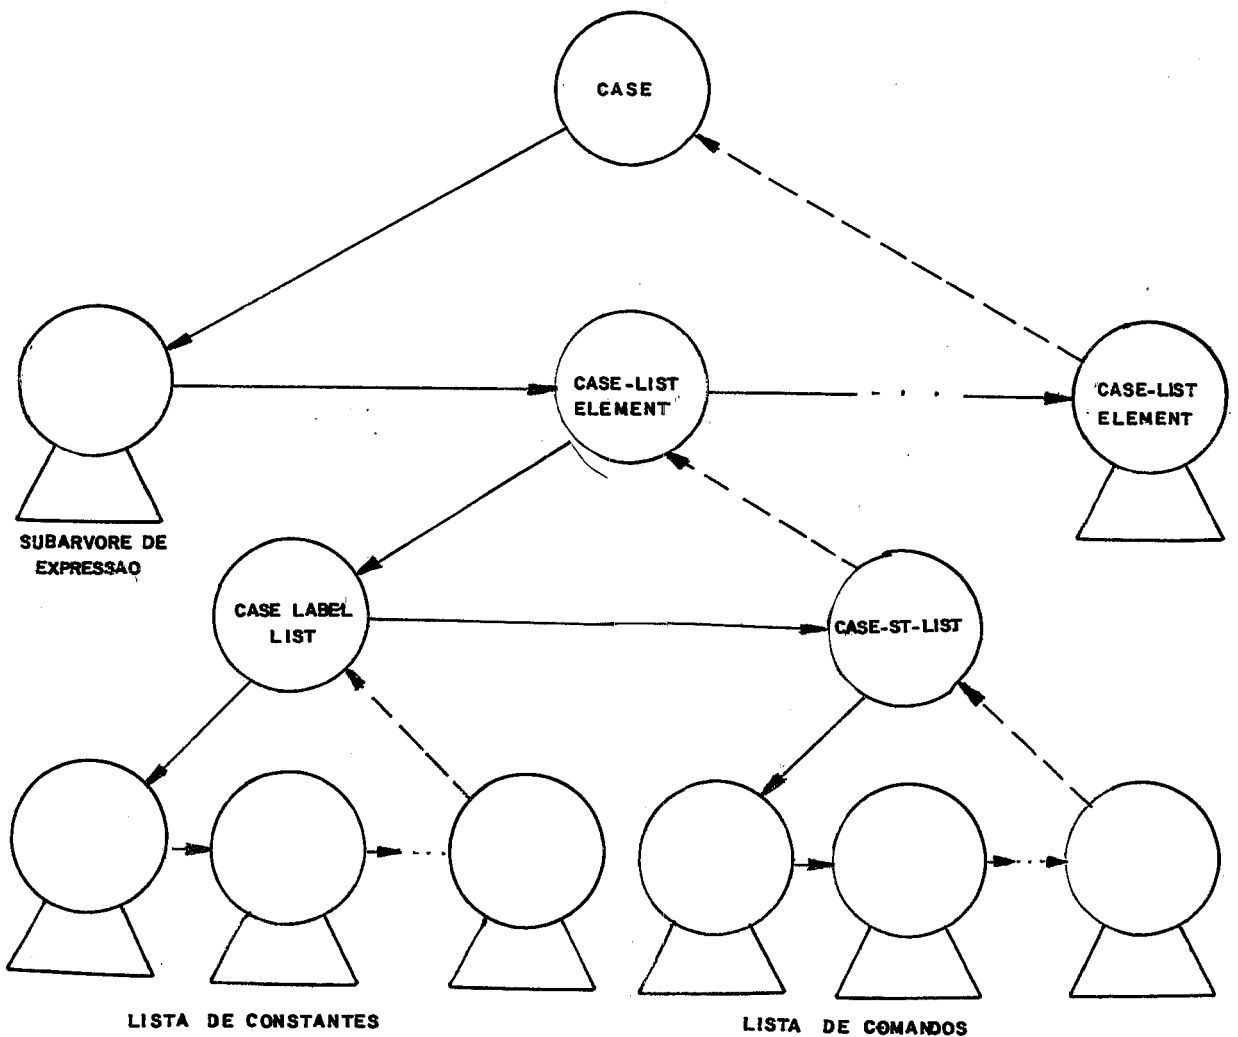 CASE
CASE-LIST
ELEMENT
CASE-LIST
ELEMENT
SUBARVORE DE
EXPRESSAO
CASE LABEL
LIST
CASE-ST-LIST
LISTA DE CONSTANTES
LISTA DE COMANDOS